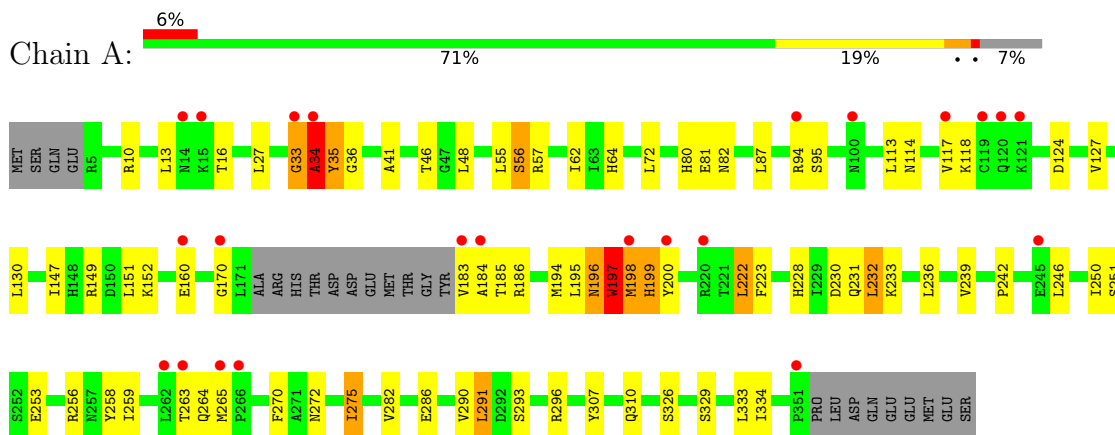 6%
Chain A:
71% 19% • • 7%
MET SER GLN GLU R5 R10 L13 N14 K15 T16 L27 G33 A34 Y35 G36 A41 T46 G47 L48 L55 S56 R57 I62 I63 H64 L72 H80 E81 N82 L87 R94 S95 N100 L113 N114 V117 K118 C119 Q120 K121 D124 V127
L130 I147 H148 R149 D150 L151 K152 E160 G170 L171 ALA ARG HIS THR ASP ASP GLU MET THR GLY TYR V183 A184 T185 R186 M194 L195 N196 W197 M198 H199 Y200 R220 T221 L222 F223 H228 I229 D230 Q231 L232 K233 L236 V239 P242 E245 L246 I250 S251
S252 E253 R256 N257 Y258 I259 L262 T263 Q264 M265 P266 F270 A271 N272 I275 V282 E286 V290 L291 D292 S293 R296 Y307 Q310 S326 S329 L333 I334 P351 PRO LEU ASP GLN GLU GLU MET GLU SER